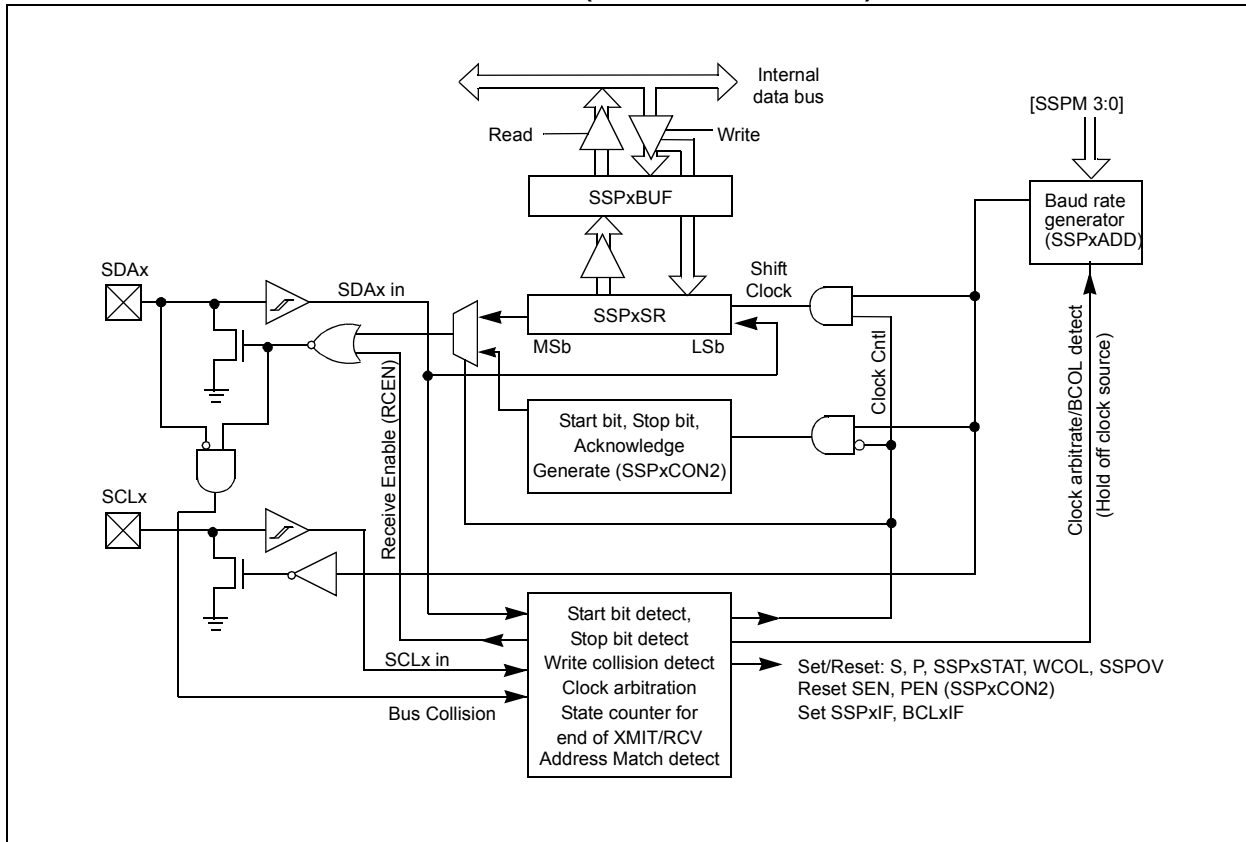 Internal
data bus
[SSPM 3:0]
Read
Write
SSPxBUF
Baud rate
generator
(SSPxADD)
SDAx
SDAx in
Shift
Clock
SSPxSR
MSb
LSb
Clock Cntl
Receive Enable (RCEN)
Start bit, Stop bit,
Acknowledge
Generate (SSPxCON2)
Clock arbitrate/BCOL detect
(Hold off clock source)
SCLx
SCLx in
Bus Collision
Start bit detect,
Stop bit detect
Write collision detect
Clock arbitration
State counter for
end of XMIT/RCV
Address Match detect
Set/Reset: S, P, SSPxSTAT, WCOL, SSPOV
Reset SEN, PEN (SSPxCON2)
Set SSPxIF, BCLxIF